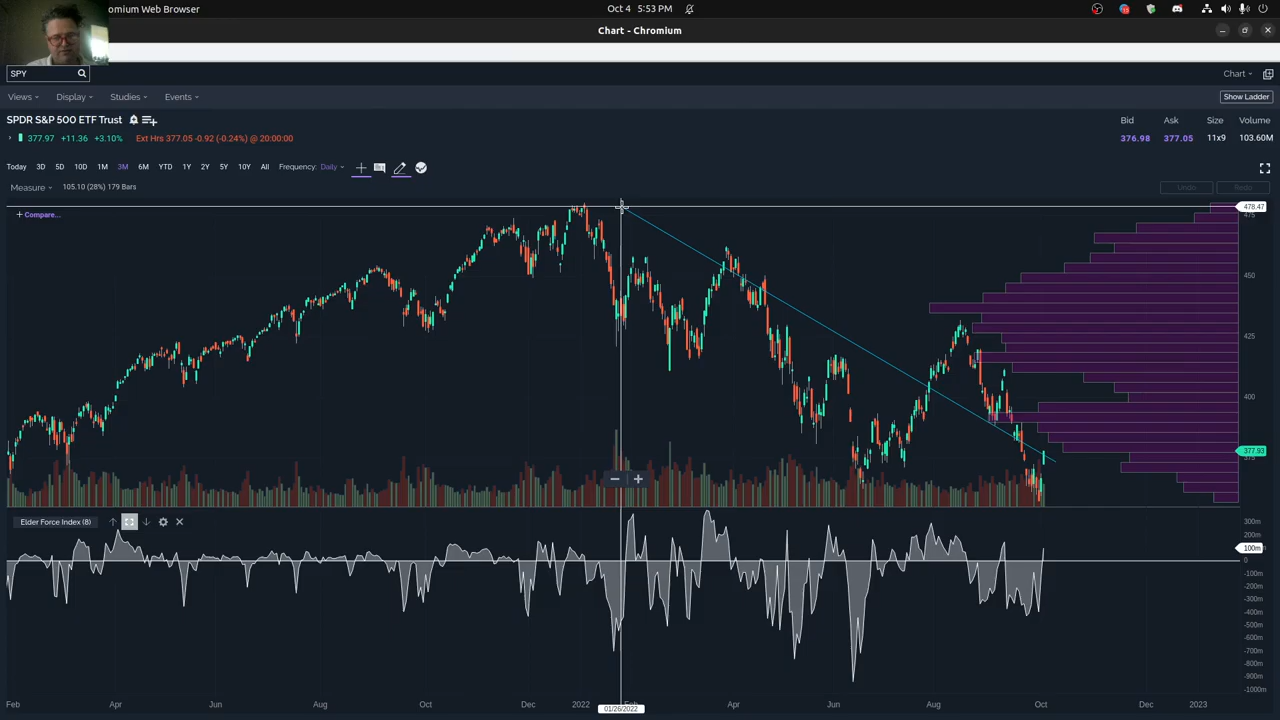 omium Web Browser
Oct 4 5:53 PM
Chart - Chromium
SPY
Chart
Views Display Studies Events
Show Ladder
SPDR S&P 500 ETF Trust
Bid Ask Size Volume
377.97 +11.36 +3.10% Ext Hrs 377.05 -0.92 (-0.24%) @ 20:00:00
376.98 377.05 11x9 103.60M
Today 3D 5D 10D 1M 3M 6M YTD 1Y 2Y 5Y 10Y All Frequency: Daily
Measure 105.10 (28%) 179 Bars
Undo Redo
Compare...
478.47
475
450
425
400
377.93
375
Elder Force Index (8)
300m
200m
100m
0
-100m
-200m
-300m
-400m
-500m
-600m
-700m
-800m
-900m
-1000m
Feb Apr Jun Aug Oct Dec 2022 Feb Apr Jun Aug Oct Dec 2023
01/26/2022